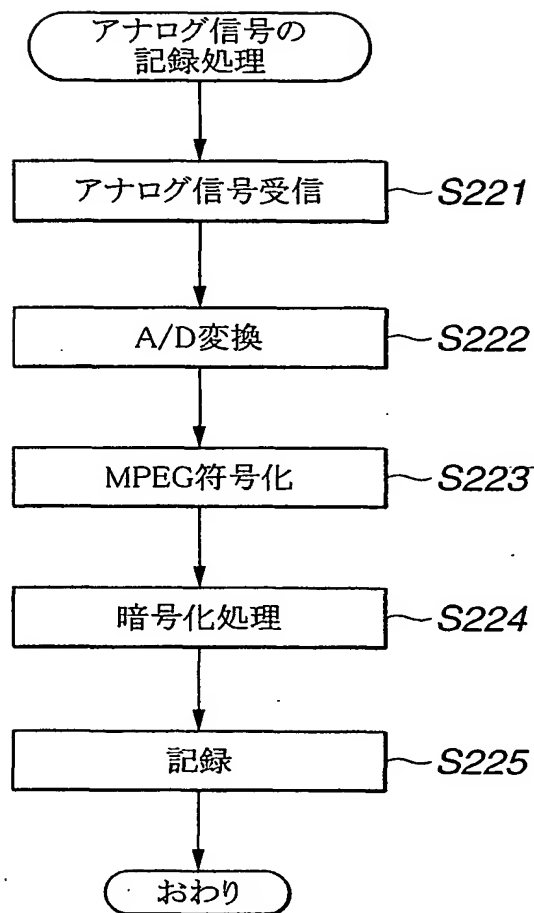 アナログ信号の
記録処理
アナログ信号受信 S221
A/D変換 S222
MPEG符号化 S223
暗号化処理 S224
記録 S225
おわり